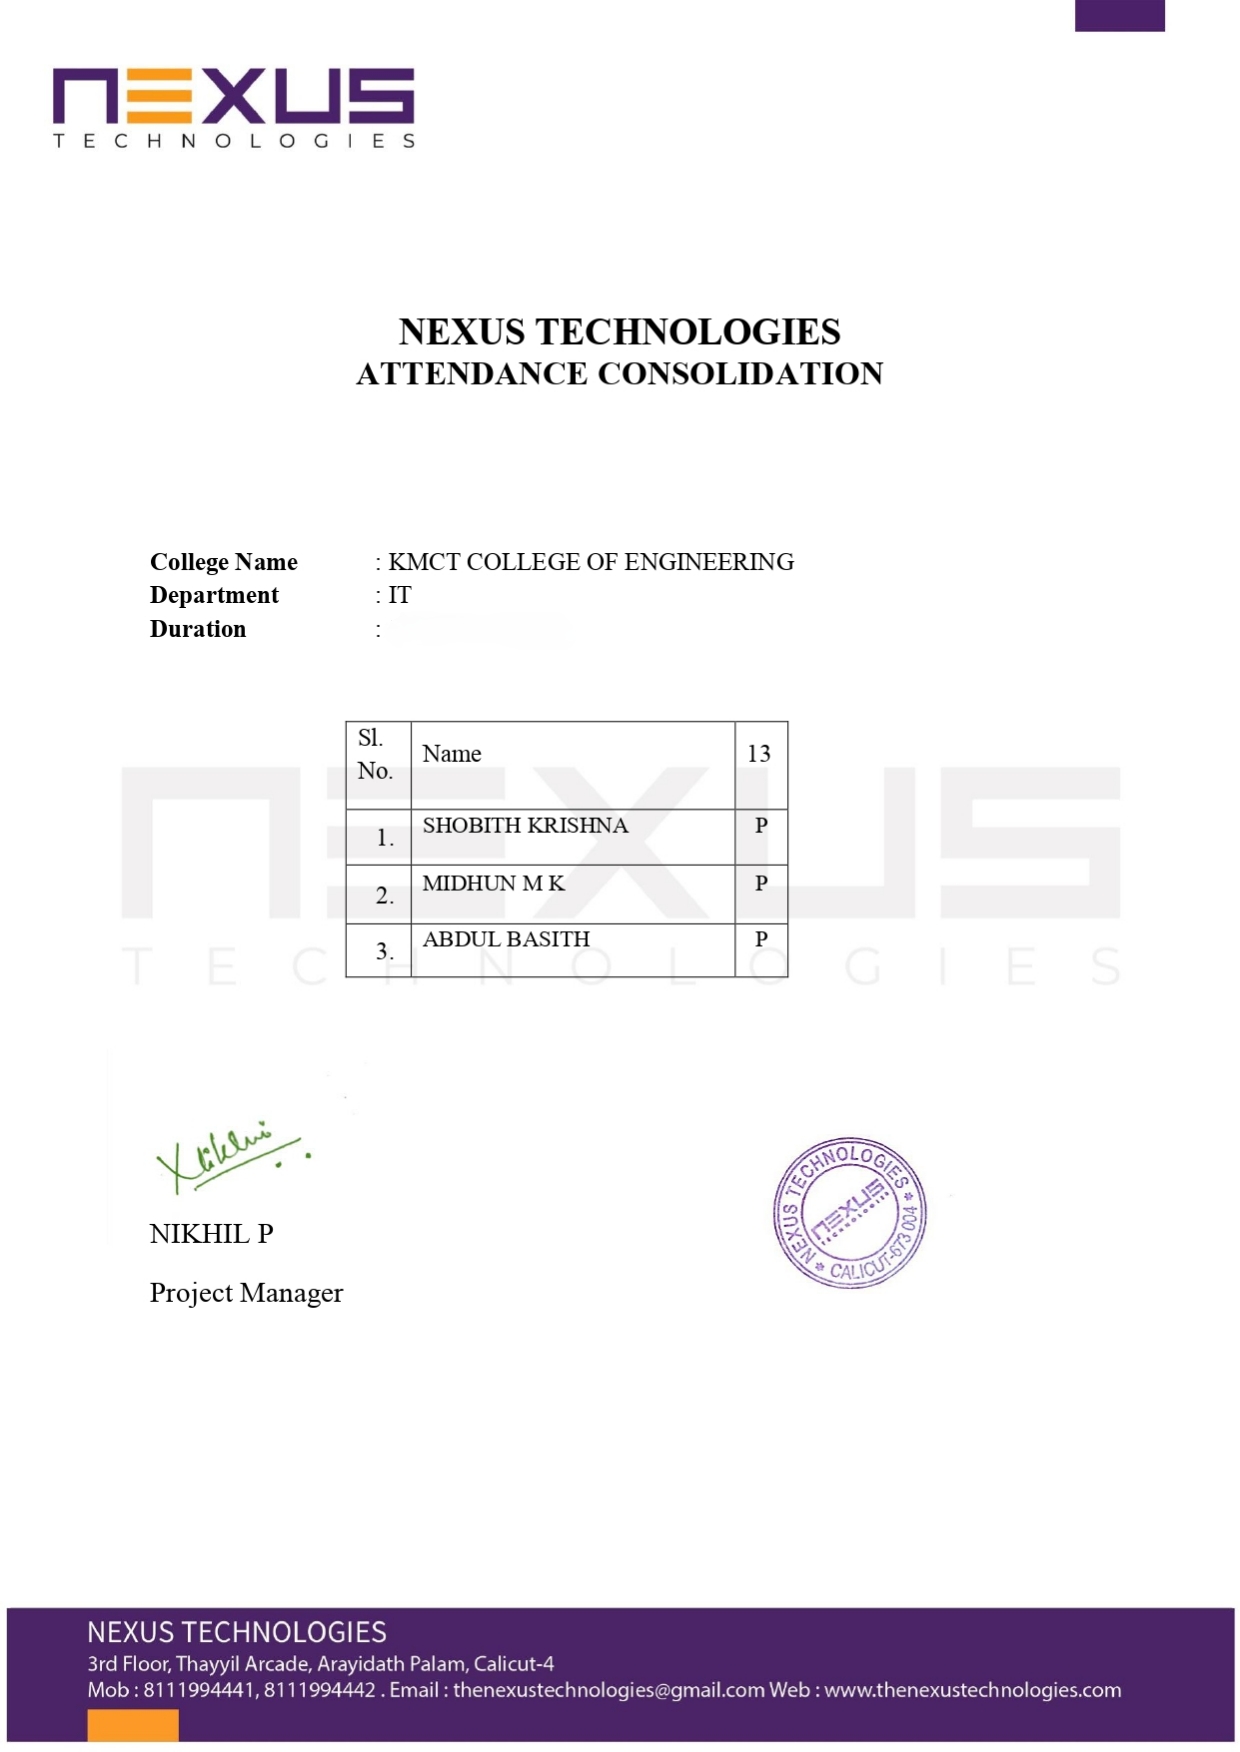 NEXUS
TECHNOLOGIES
NEXUS TECHNOLOGIES
ATTENDANCE CONSOLIDATION
College Name : KMCT COLLEGE OF ENGINEERING
Department : IT
Duration :
Sl. No. Name 13
1. SHOBITH KRISHNA P
2. MIDHUN M K P
3. ABDUL BASITH P
NEXUS
TECHNOLOGIES
Nikhil
NIKHIL P
Project Manager
NEXUS TECHNOLOGIES * CALICUT-673 004 *
NEXUS
TECHNOLOGIES
NEXUS TECHNOLOGIES
3rd Floor, Thayyil Arcade, Arayidath Palam, Calicut-4
Mob : 8111994441, 8111994442 . Email : thenexustechnologies@gmail.com Web : www.thenexustechnologies.com